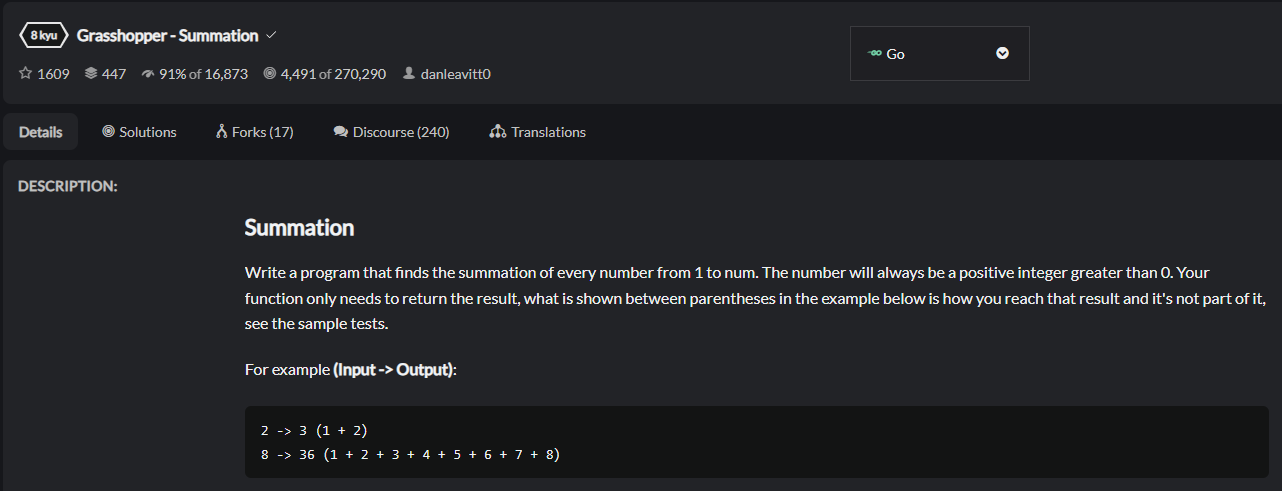 8 kyu Grasshopper - Summation
1609 447 91% of 16,873 4,491 of 270,290 danleavitt0
Go
Details Solutions Forks (17) Discourse (240) Translations
DESCRIPTION:
Summation
Write a program that finds the summation of every number from 1 to num. The number will always be a positive integer greater than 0. Your
function only needs to return the result, what is shown between parentheses in the example below is how you reach that result and it's not part of it,
see the sample tests.
For example (Input -> Output):
2 -> 3 (1 + 2)
8 -> 36 (1 + 2 + 3 + 4 + 5 + 6 + 7 + 8)